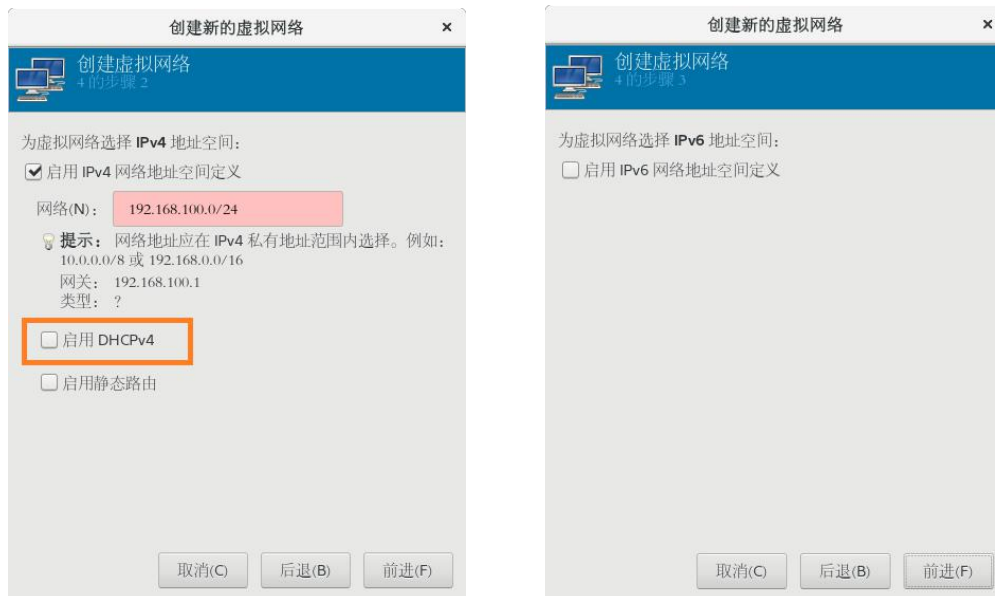 创建新的虚拟网络 ×
创建虚拟网络
4 的步骤 2
为虚拟网络选择 IPv4 地址空间：
启用 IPv4 网络地址空间定义
网络(N)： 192.168.100.0/24
提示： 网络地址应在 IPv4 私有地址范围内选择。例如：
10.0.0.0/8 或 192.168.0.0/16
网关： 192.168.100.1
类型： ?
启用 DHCPv4
启用静态路由
取消(C) 后退(B) 前进(F)
创建新的虚拟网络 ×
创建虚拟网络
4 的步骤 3
为虚拟网络选择 IPv6 地址空间：
启用 IPv6 网络地址空间定义
取消(C) 后退(B) 前进(F)